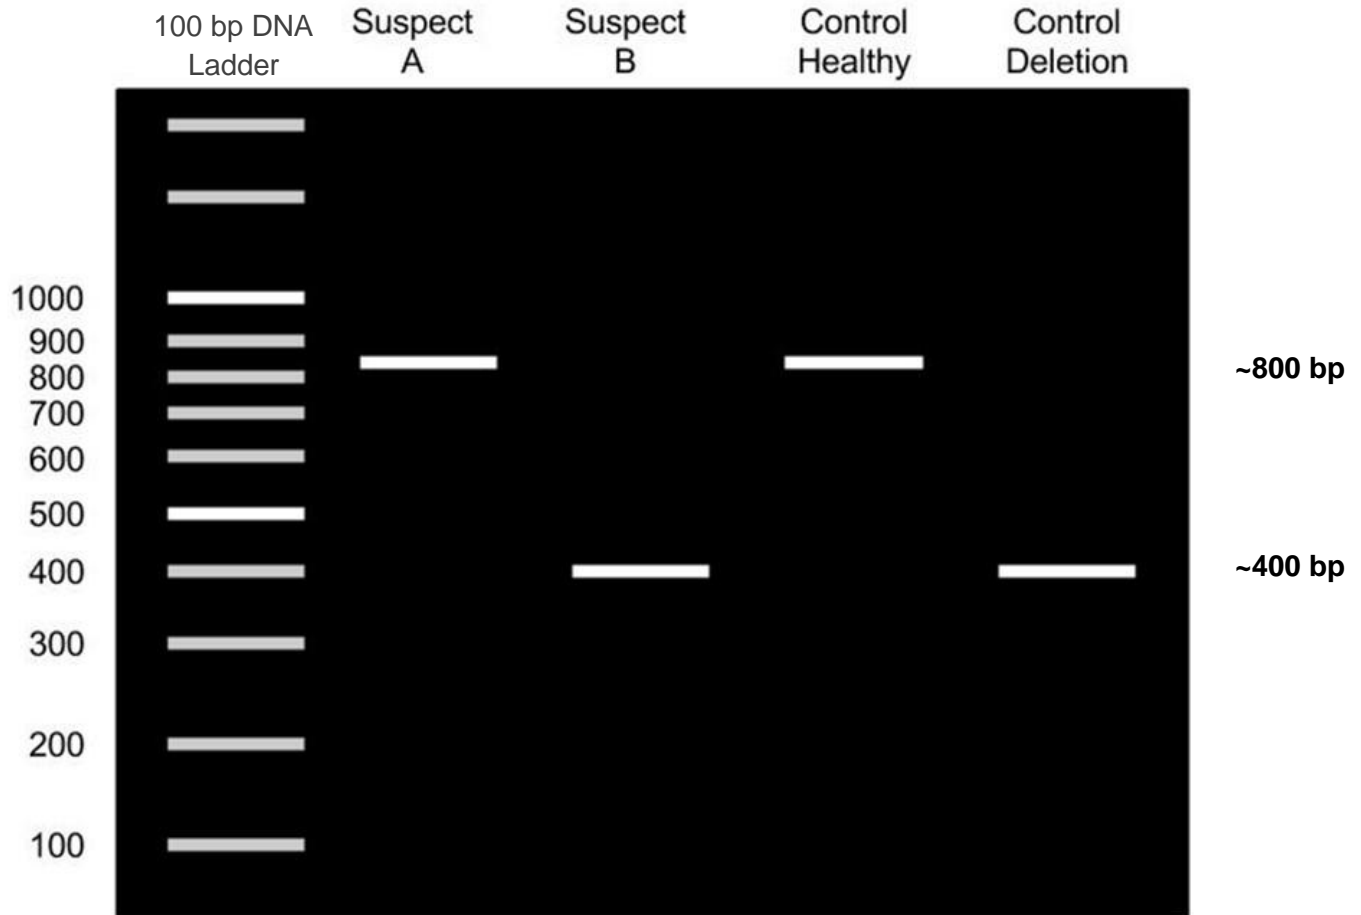 100 bp DNA
Ladder
Suspect
A
Suspect
B
Control
Healthy
Control
Deletion
1000
900
800
700
600
500
400
300
200
100
~800 bp
~400 bp